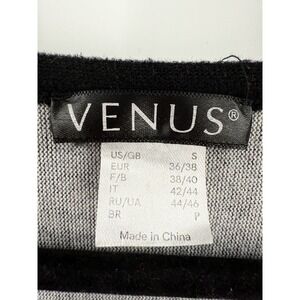 VENUS®
US/GB S
EUR 36/38
F/B 38/40
IT 42/44
RU/UA 44/46
BR P
Made in China